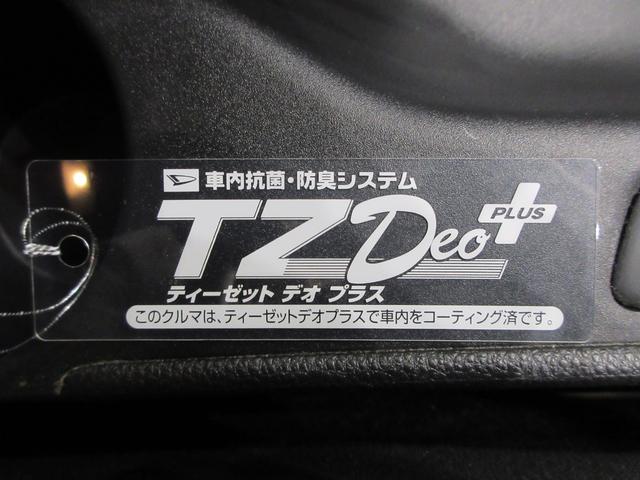 車内抗菌・防臭システム
TZ Deo PLUS
ティーゼット デオ プラス
このクルマは、ティーゼットデオプラスで車内をコーティング済です。